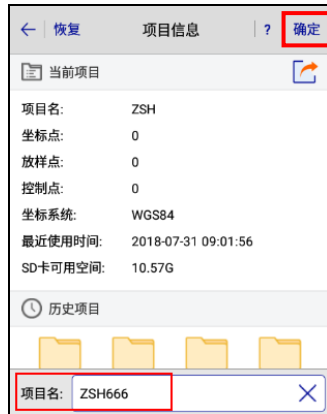 ← 恢复 项目信息 ? 确定
当前项目
项目名: ZSH
坐标点: 0
放样点: 0
控制点: 0
坐标系统: WGS84
最近使用时间: 2018-07-31 09:01:56
SD卡可用空间: 10.57G
历史项目
项目名: ZSH666